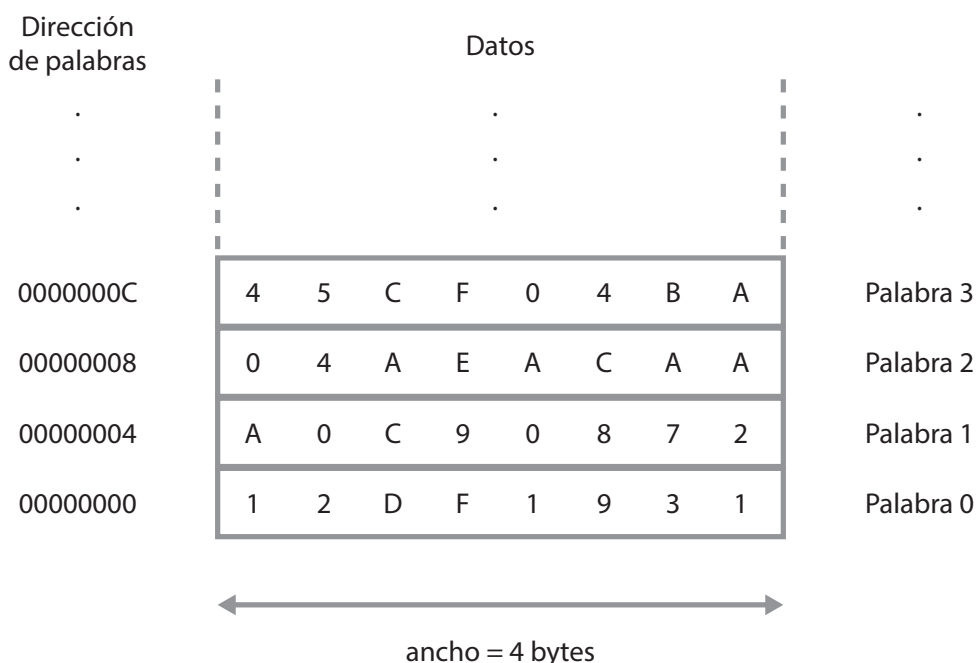 Dirección
de palabras
Datos
. . .
. . .
. . .
0000000C 4 5 C F 0 4 B A Palabra 3
00000008 0 4 A E A C A A Palabra 2
00000004 A 0 C 9 0 8 7 2 Palabra 1
00000000 1 2 D F 1 9 3 1 Palabra 0
ancho = 4 bytes